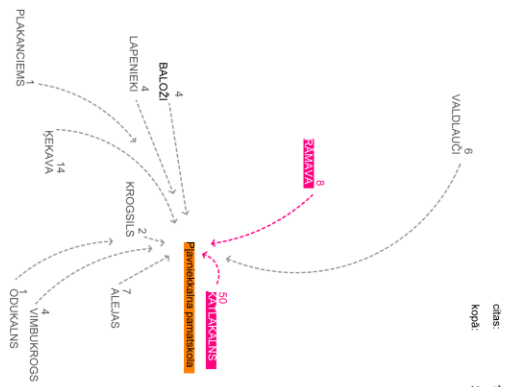 PLAKANCIEMS
1
LAPENIEKI
4
BALOŽI
4
ĶEKAVA
14
VALDLAUČI
6
RAMAVA
8
KROGSILS
2
Pļavniekkalna pamatskola
KATLAKALNS
50
ALEJAS
7
VIMBUKROGS
4
ODUKALNS
1
citas:
kopā: